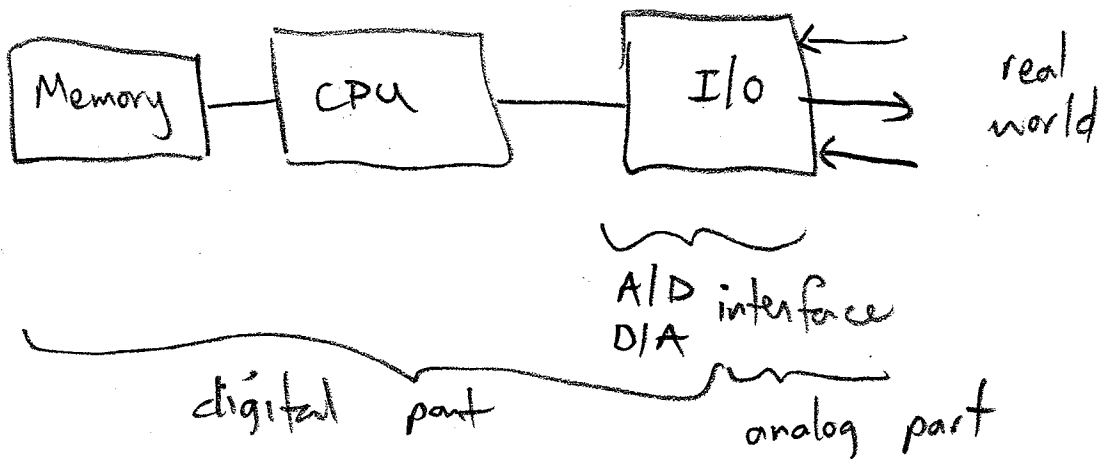 Memory
CPU
I/O
real
world
A/D interface
D/A
digital part
analog part